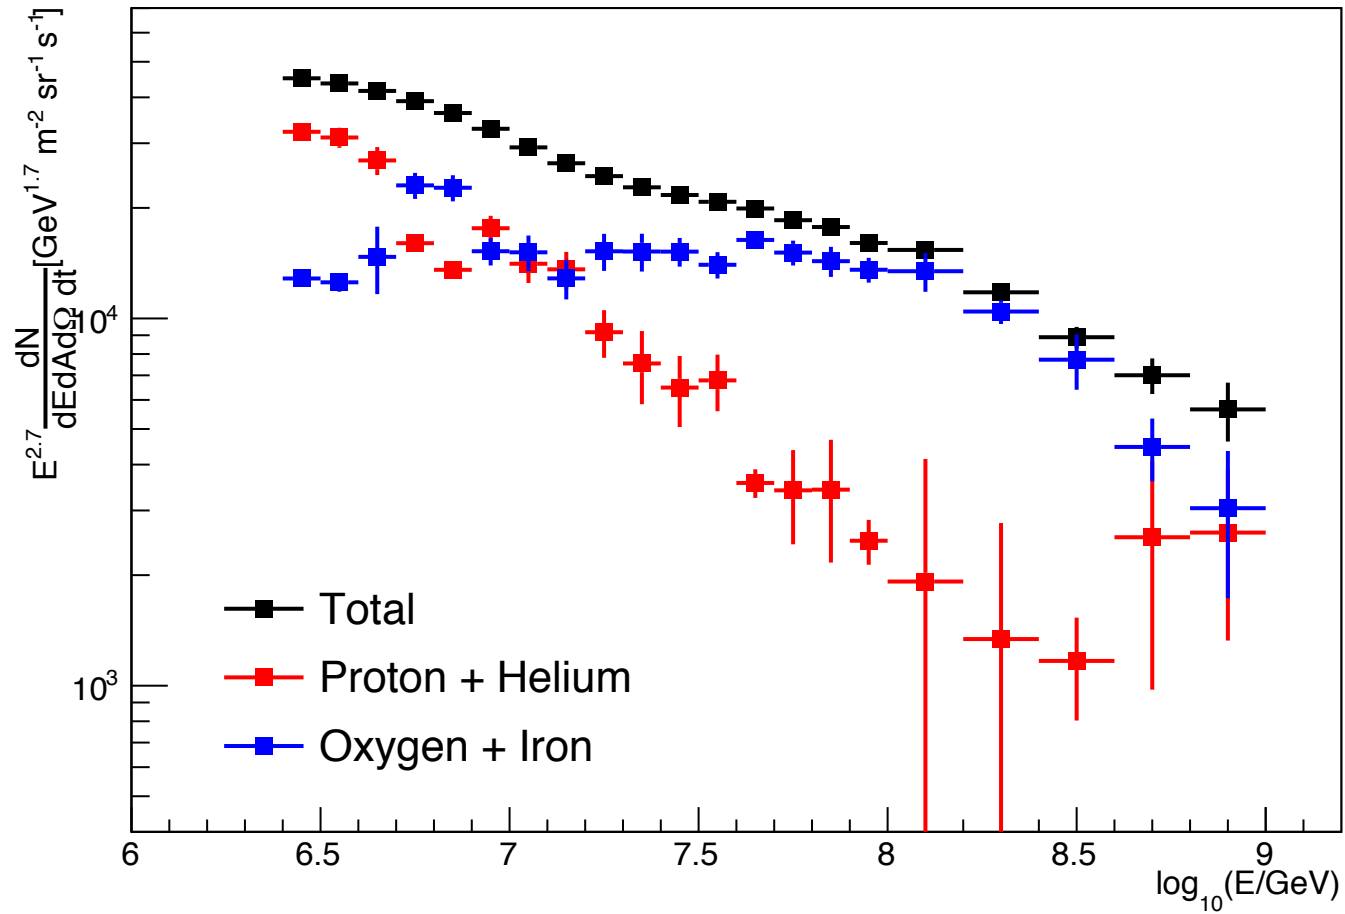 E^2.7 dN/dEdAdΩ dt [GeV^1.7 m^-2 sr^-1 s^-1]
10^4
10^3
Total
Proton + Helium
Oxygen + Iron
6 6.5 7 7.5 8 8.5 9
log_10(E/GeV)